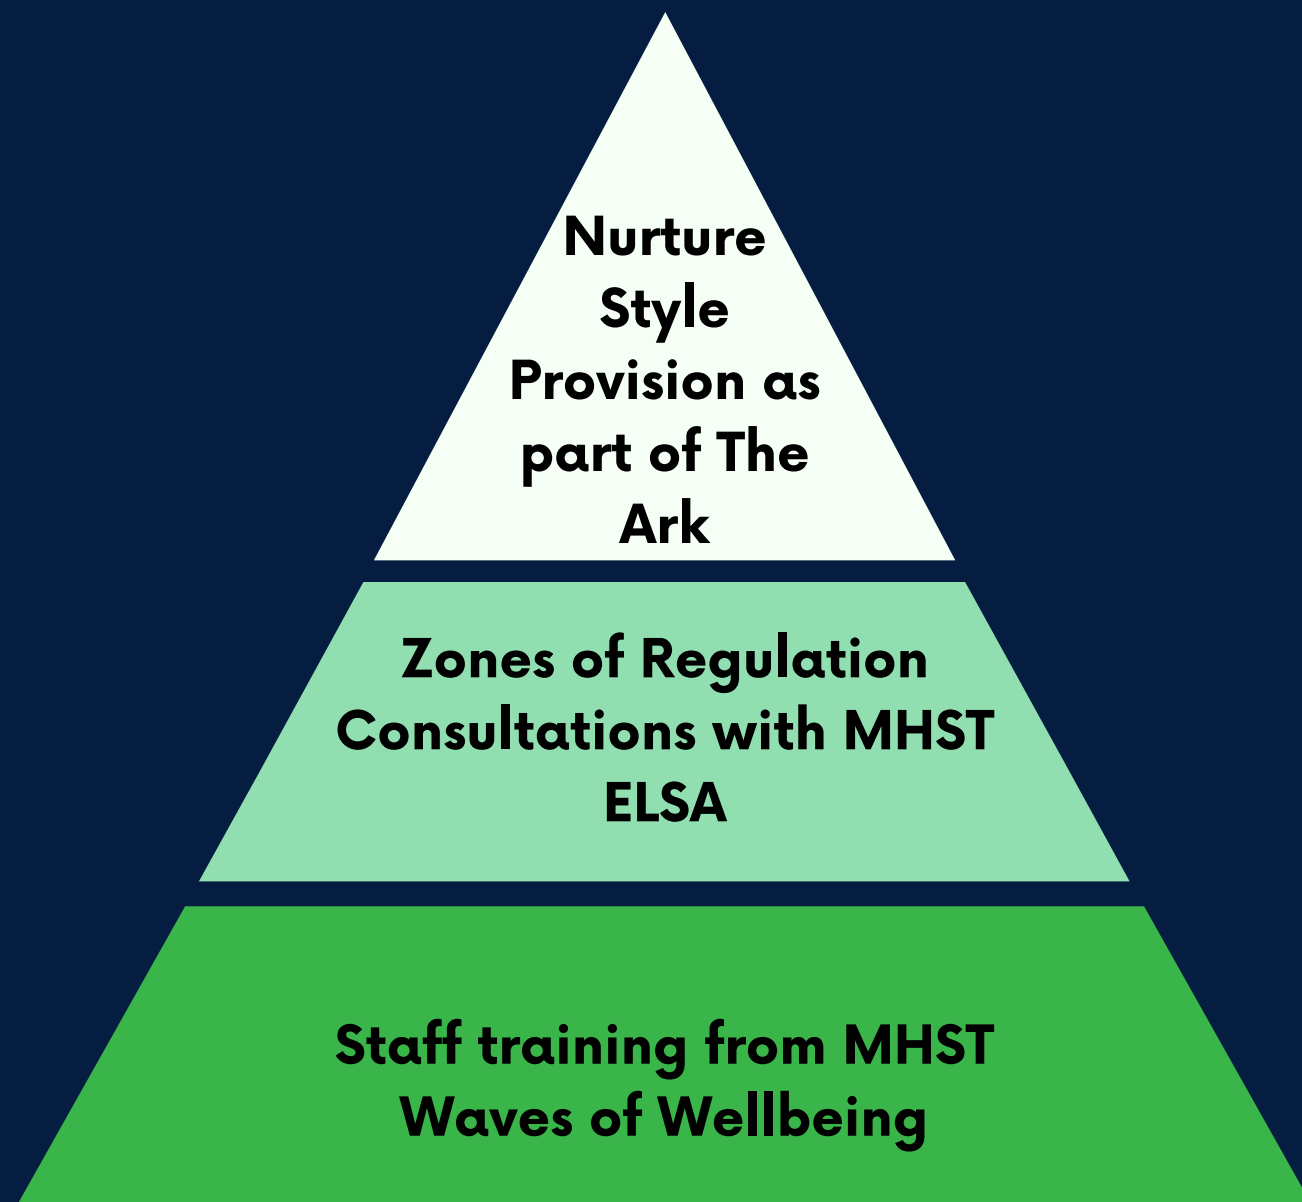 Nurture
Style
Provision as
part of The
Ark
Zones of Regulation
Consultations with MHST
ELSA
Staff training from MHST
Waves of Wellbeing